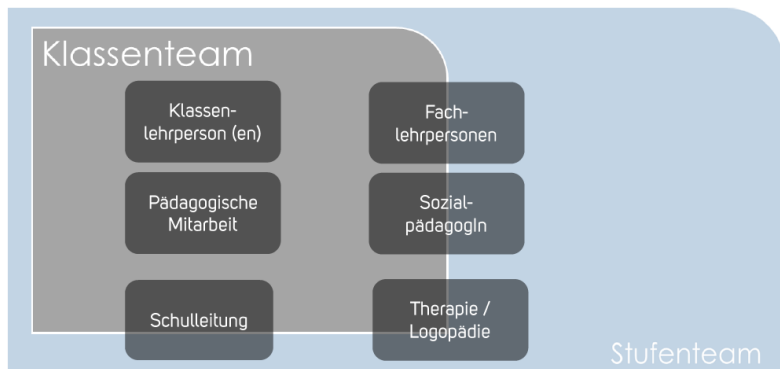 Klassenteam
Klassen-
lehrperson (en)
Fach-
lehrpersonen
Pädagogische
Mitarbeit
Sozial-
pädagogIn
Schulleitung
Therapie /
Logopädie
Stufenteam